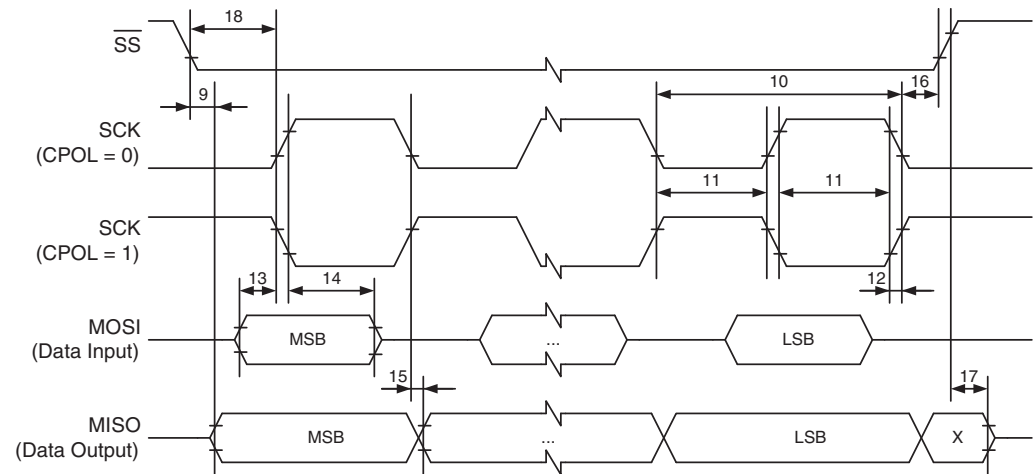 18
SS
10
9
16
SCK
(CPOL = 0)
11
11
SCK
(CPOL = 1)
13
14
12
MOSI
(Data Input)
MSB
...
LSB
15
17
MISO
(Data Output)
MSB
...
LSB
X